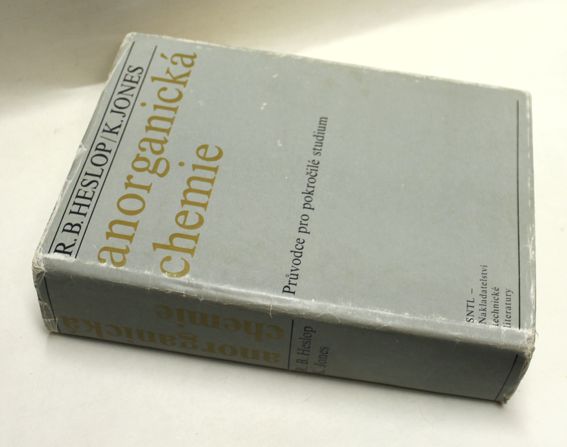 R.B.HESLOP/K.JONES
anorganická
chemie
Průvodce pro pokročilé studium
SNTL –
Nakladatelství
technické
literatury
anorganická
chemie
R. B. Heslop
K. Jones